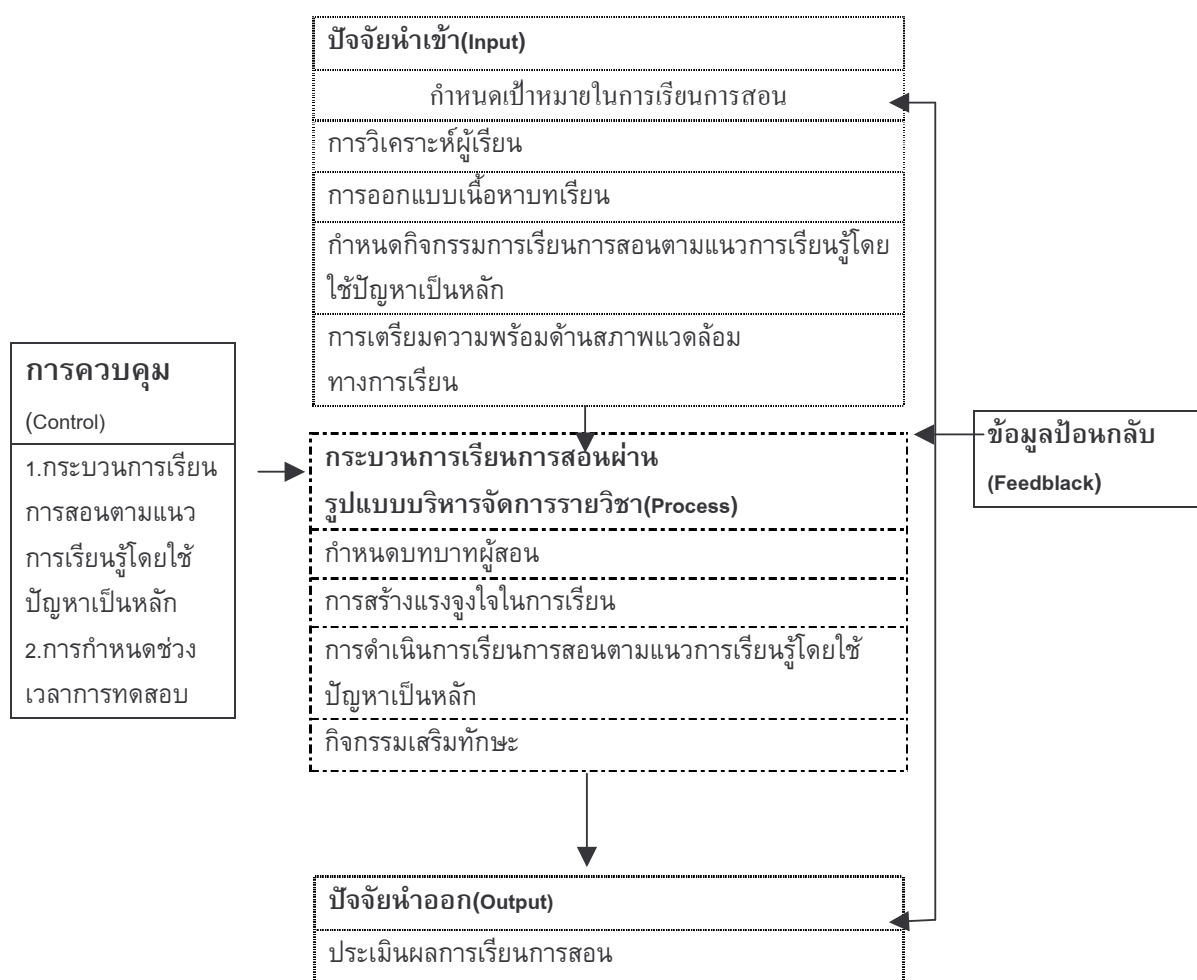 ปัจจัยนำเข้า(Input)
กำหนดเป้าหมายในการเรียนการสอน
การวิเคราะห์ผู้เรียน
การออกแบบเนื้อหาบทเรียน
กำหนดกิจกรรมการเรียนการสอนตามแนวการเรียนรู้โดย
ใช้ปัญหาเป็นหลัก
การเตรียมความพร้อมด้านสภาพแวดล้อม
ทางการเรียน
การควบคุม
(Control)
1.กระบวนการเรียน
การสอนตามแนว
การเรียนรู้โดยใช้
ปัญหาเป็นหลัก
2.การกำหนดช่วง
เวลาการทดสอบ
กระบวนการเรียนการสอนผ่าน
รูปแบบบริหารจัดการรายวิชา(Process)
กำหนดบทบาทผู้สอน
การสร้างแรงจูงใจในการเรียน
การดำเนินการเรียนการสอนตามแนวการเรียนรู้โดยใช้
ปัญหาเป็นหลัก
กิจกรรมเสริมทักษะ
ข้อมูลป้อนกลับ
(Feedblack)
ปัจจัยนำออก(Output)
ประเมินผลการเรียนการสอน